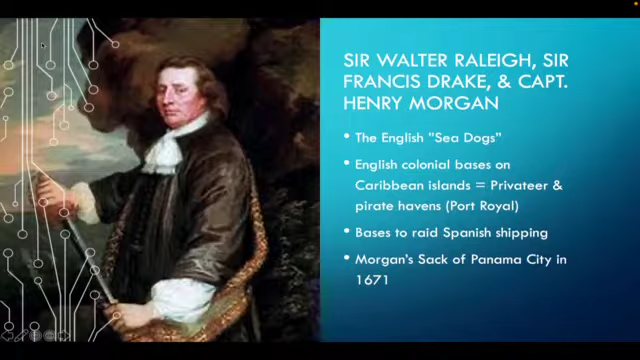 SIR WALTER RALEIGH, SIR
FRANCIS DRAKE, & CAPT.
HENRY MORGAN
• The English "Sea Dogs"
• English colonial bases on
Caribbean islands = Privateer &
pirate havens (Port Royal)
• Bases to raid Spanish shipping
• Morgan's Sack of Panama City in
1671